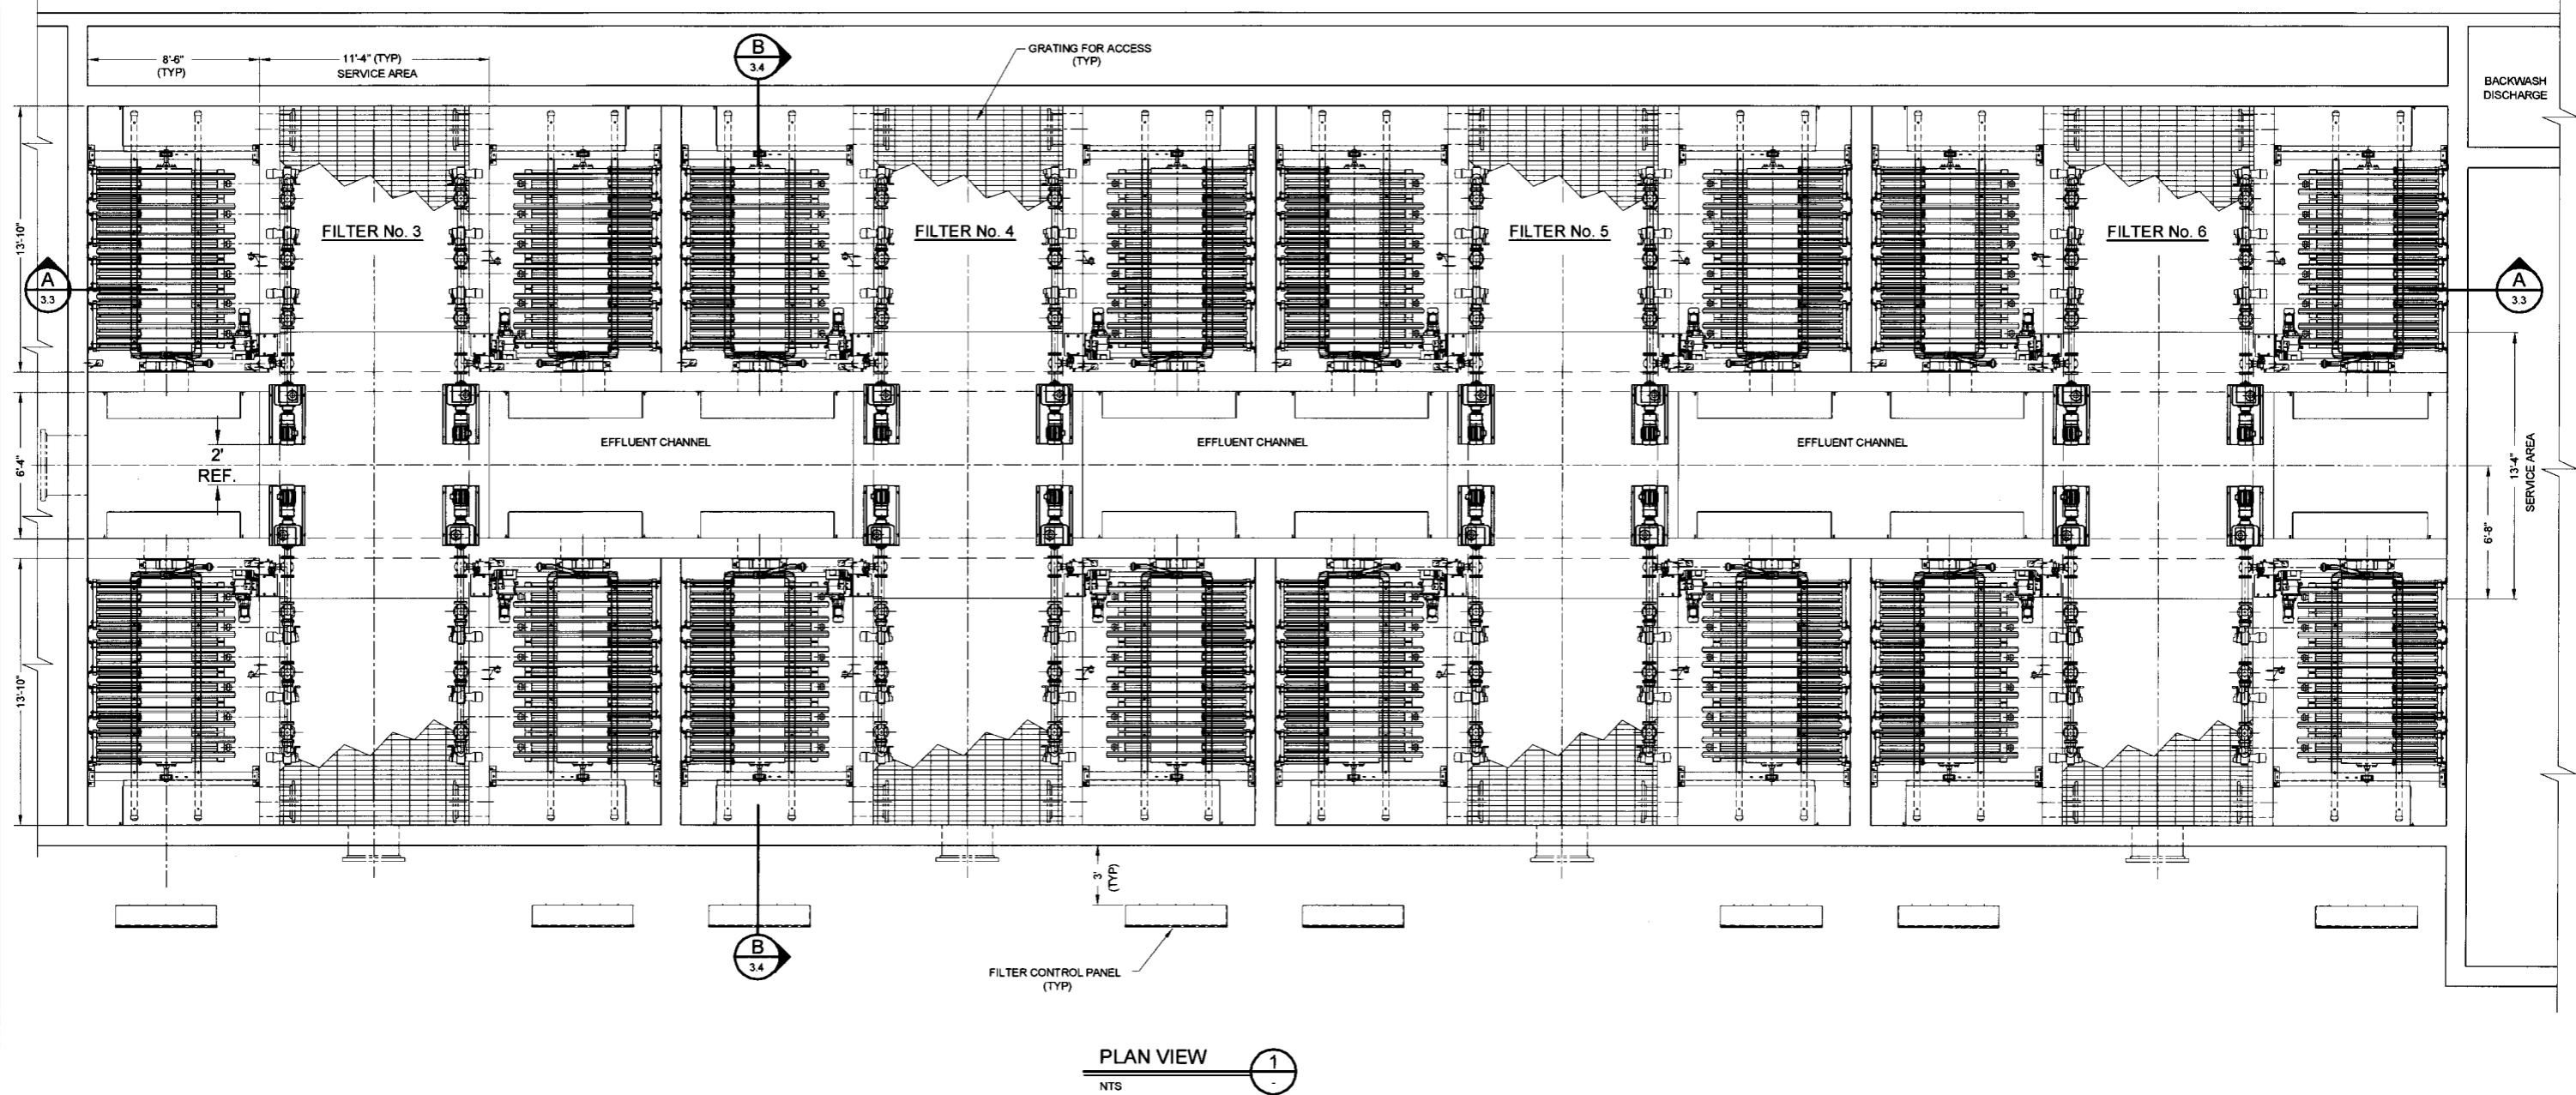 8'-6"
(TYP)
11'-4" (TYP)
SERVICE AREA
B
3.4
GRATING FOR ACCESS
(TYP)
BACKWASH
DISCHARGE
13'-10"
FILTER No. 3
FILTER No. 4
FILTER No. 5
FILTER No. 6
A
3.3
A
3.3
6'-4"
2'
REF.
EFFLUENT CHANNEL
EFFLUENT CHANNEL
EFFLUENT CHANNEL
13'-4"
SERVICE AREA
6'-8"
13'-10"
3'
(TYP)
B
3.4
FILTER CONTROL PANEL
(TYP)
PLAN VIEW
1
-
NTS